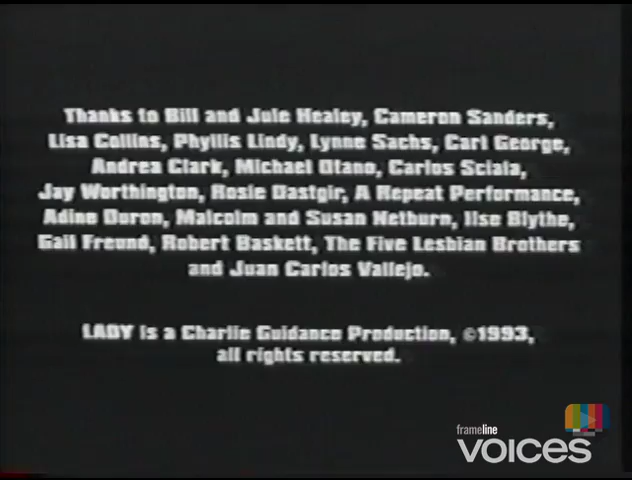 Thanks to Bill and Jule Healey, Cameron Sanders,
Lisa Collins, Phyllis Lindy, Lynne Sachs, Carl George,
Andrea Clark, Michael Otano, Carlos Sciala,
Jay Worthington, Rosie Dastgir, A Repeat Performance,
Adine Duron, Malcolm and Susan Netburn, Ilse Blythe,
Gail Freund, Robert Baskett, The Five Lesbian Brothers
and Juan Carlos Vallejo.
LADY is a Charlie Guidance Production, ©1993,
all rights reserved.
frameline
voices